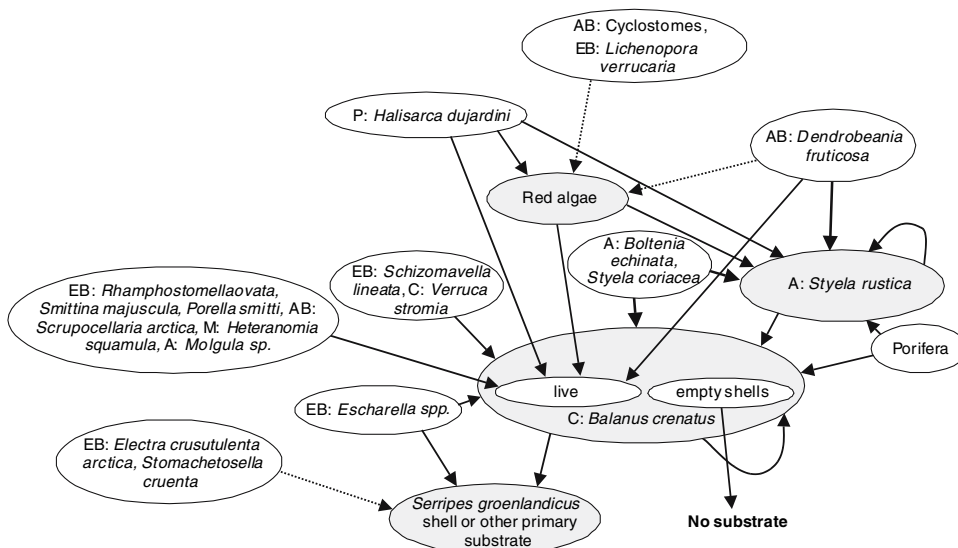 AB: Cyclostomes,
EB: Lichenopora
verrucaria
P: Halisarca dujardini
AB: Dendrobeania
fruticosa
Red algae
A: Boltenia
echinata,
Styela coriacea
A: Styela rustica
EB: Schizomavella
lineata, C: Verruca
stromia
EB: Rhamphostomellaovata,
Smittina majuscula, Porella smitti, AB:
Scrupocellaria arctica, M: Heteranomia
squamula, A: Molgula sp.
Porifera
live
empty shells
C: Balanus crenatus
EB: Escharella spp.
EB: Electra crusutulenta
arctica, Stomachetosella
cruenta
Serripes groenlandicus
shell or other primary
substrate
No substrate